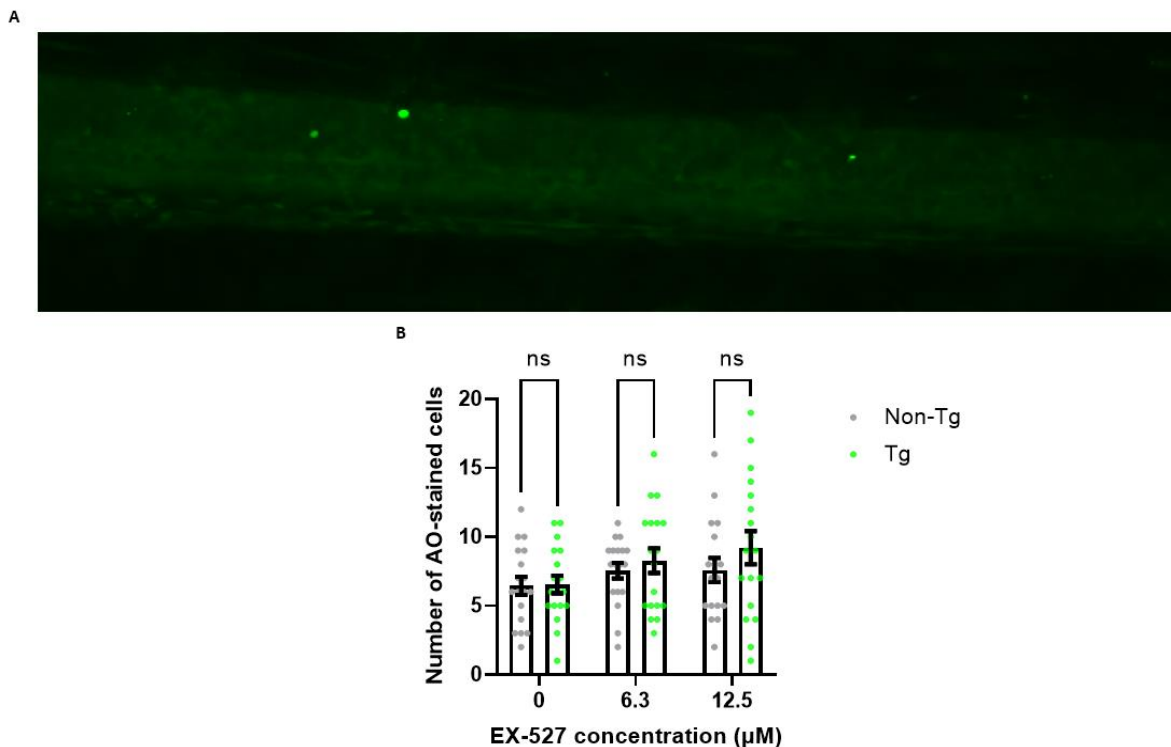 A
B
ns ns ns
20
15
10
5
0
Number of AO-stained cells
0 6.3 12.5
EX-527 concentration (µM)
Non-Tg
Tg